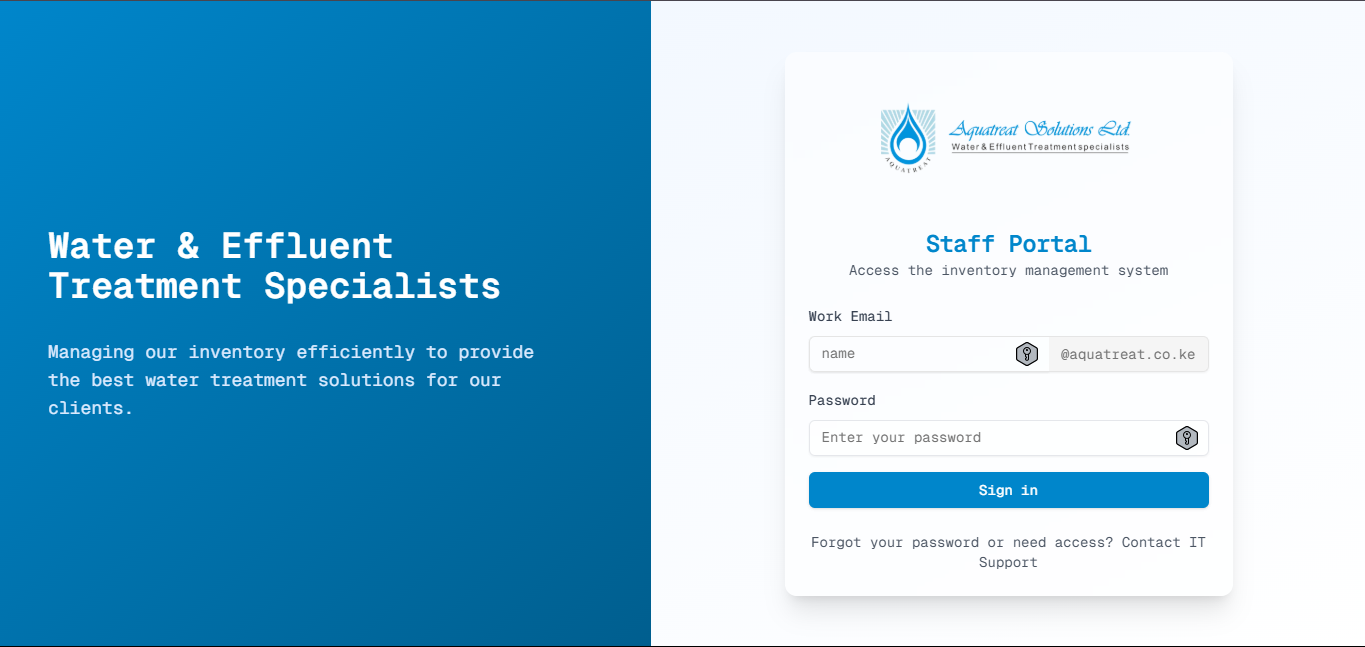 Water & Effluent
Treatment Specialists
Managing our inventory efficiently to provide
the best water treatment solutions for our
clients.
AQUATREAT
Aquatreat Solutions Ltd.
Water & Effluent Treatment specialists
Staff Portal
Access the inventory management system
Work Email
name
@aquatreat.co.ke
Password
Enter your password
Sign in
Forgot your password or need access? Contact IT
Support